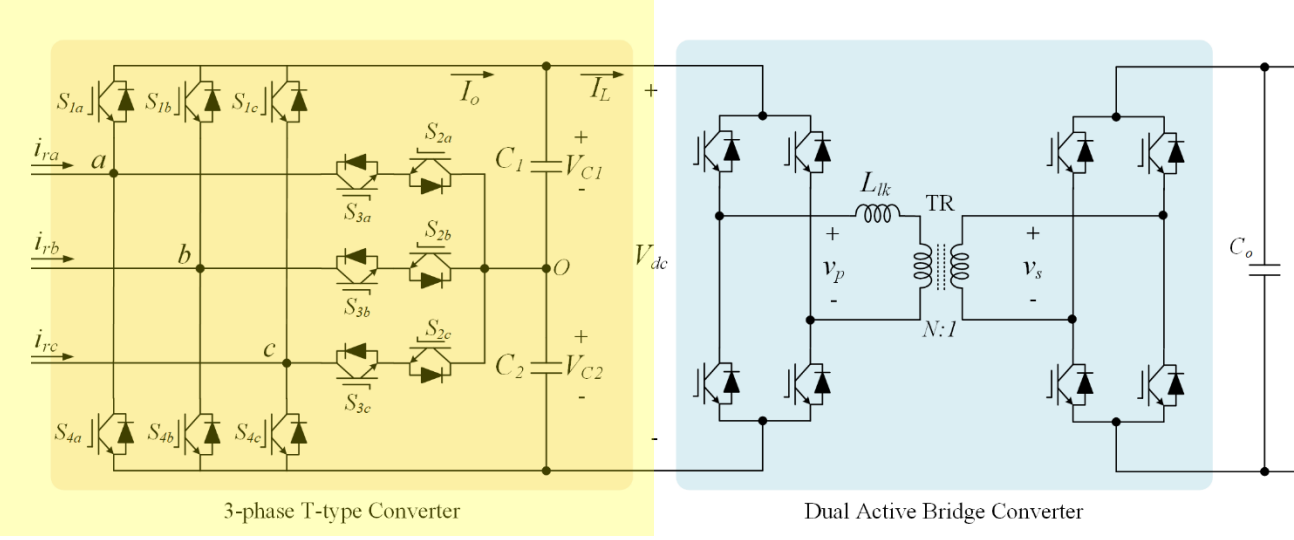 S1a S1b S1c
Io IL
+
ira a
S2a
C1 + VC1 -
S3a
Llk
TR
irb b
S2b
O
Vdc
+ vp -
+ vs -
Co
S3b
N:1
irc c
S2c
C2 + VC2 -
S3c
S4a S4b S4c
-
3-phase T-type Converter
Dual Active Bridge Converter